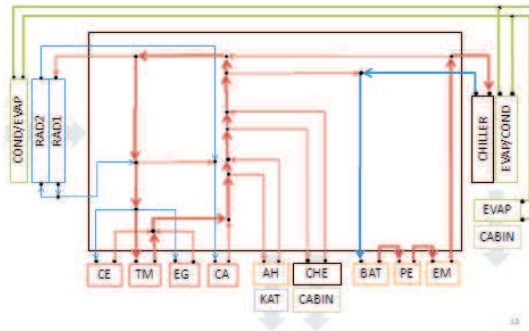 COND/EVAP
RAD2
RAD1
CHILLER
EVAP/COND
EVAP
CABIN
CE
TM
EG
CA
AH
CHE
BAT
PE
EM
KAT
CABIN